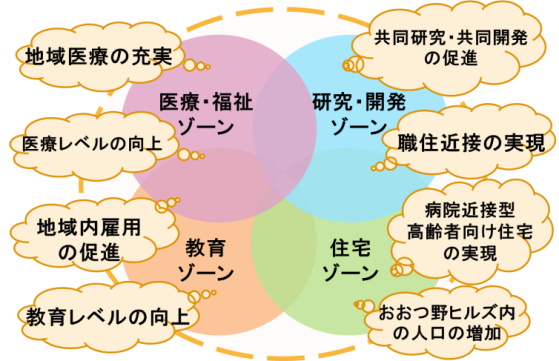 地域医療の充実
共同研究・共同開発
の促進
医療・福祉
ゾーン
研究・開発
ゾーン
医療レベルの向上
職住近接の実現
地域内雇用
の促進
病院近接型
高齢者向け住宅
の実現
教育
ゾーン
住宅
ゾーン
教育レベルの向上
おおつ野ヒルズ内
の人口の増加